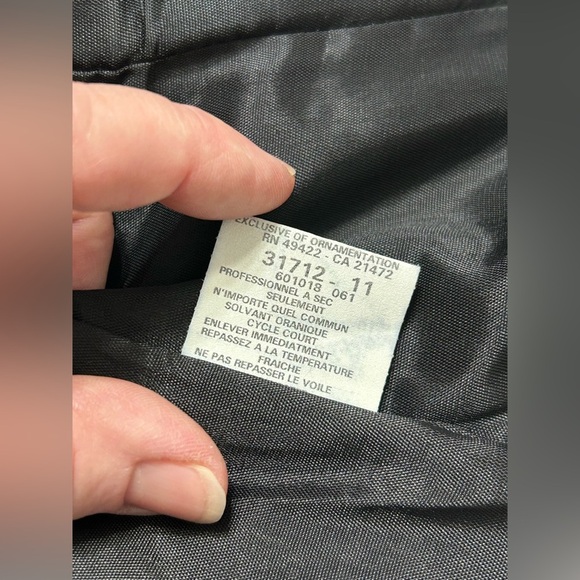 EXCLUSIVE OF ORNAMENTATION
RN 49422 - CA 21472
31712 - 11
601018 061
PROFESSIONNEL A SEC
SEULEMENT
N'IMPORTE QUEL COMMUN
SOLVANT ORANIQUE
CYCLE COURT
ENLEVER IMMEDIATMENT
REPASSEZ A LA TEMPERATURE
FRAICHE
NE PAS REPASSER LE VOILE